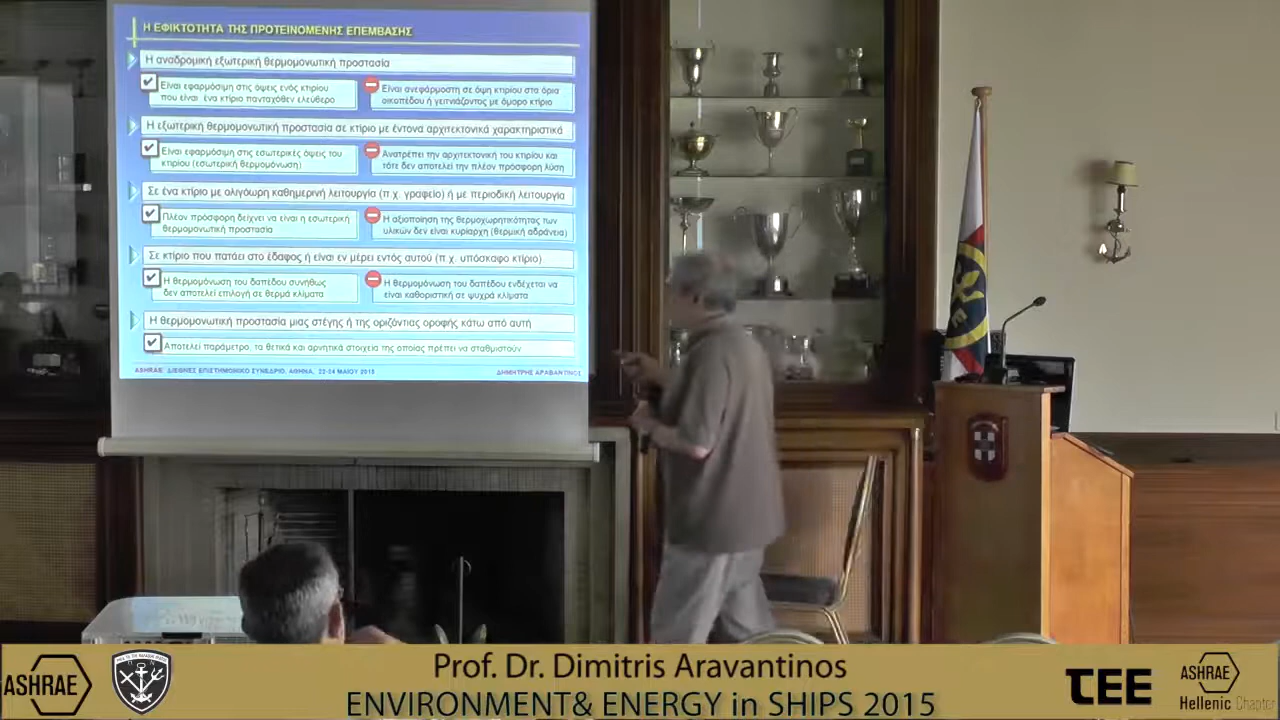 Η ΕΦΙΚΤΟΤΗΤΑ ΤΗΣ ΠΡΟΤΕΙΝΟΜΕΝΗΣ ΕΠΕΜΒΑΣΗΣ
Η αναδρομική εξωτερική θερμομονωτική προστασία
Είναι εφαρμόσιμη στις όψεις ενός κτιρίου
που είναι ένα κτίριο πανταχόθεν ελεύθερο
Είναι ανεφάρμοστη σε όψη κτιρίου στα όρια
οικοπέδου ή γειτνιάζοντος με όμορο κτίριο
Η εξωτερική θερμομονωτική προστασία σε κτίριο με έντονα αρχιτεκτονικά χαρακτηριστικά
Είναι εφαρμόσιμη στις εσωτερικές όψεις του
κτιρίου (εσωτερική θερμομόνωση)
Ανατρέπει την αρχιτεκτονική του κτιρίου και
τότε δεν αποτελεί την πλέον πρόσφορη λύση
Σε ένα κτίριο με ολιγόωρη καθημερινή λειτουργία (π.χ. γραφείο) ή με περιοδική λειτουργία
Πλέον πρόσφορη δείχνει να είναι η εσωτερική
θερμομονωτική προστασία
Η αξιοποίηση της θερμοχωρητικότητας των
υλικών δεν είναι κυρίαρχη (θερμική αδράνεια)
Σε κτίριο που πατάει στο έδαφος ή είναι εν μέρει εντός αυτού (π.χ. υπόσκαφο κτίριο)
Η θερμομόνωση του δαπέδου συνήθως
δεν αποτελεί επιλογή σε θερμά κλίματα
Η θερμομόνωση του δαπέδου ενδέχεται να
είναι καθοριστική σε ψυχρά κλίματα
Η θερμομονωτική προστασία μιας στέγης ή της οριζόντιας οροφής κάτω από αυτή
Αποτελεί παράμετρο, τα θετικά και αρνητικά στοιχεία της οποίας πρέπει να σταθμιστούν
ASHRAE: ΔΙΕΘΝΕΣ ΕΠΙΣΤΗΜΟΝΙΚΟ ΣΥΝΕΔΡΙΟ, ΑΘΗΝΑ, 22-24 ΜΑΙΟΥ 2015
ΔΗΜΗΤΡΗΣ ΑΡΑΒΑΝΤΙΝΟΣ
ASHRAE
Prof. Dr. Dimitris Aravantinos
ENVIRONMENT& ENERGY in SHIPS 2015
TEE
ASHRAE
Hellenic Chapter